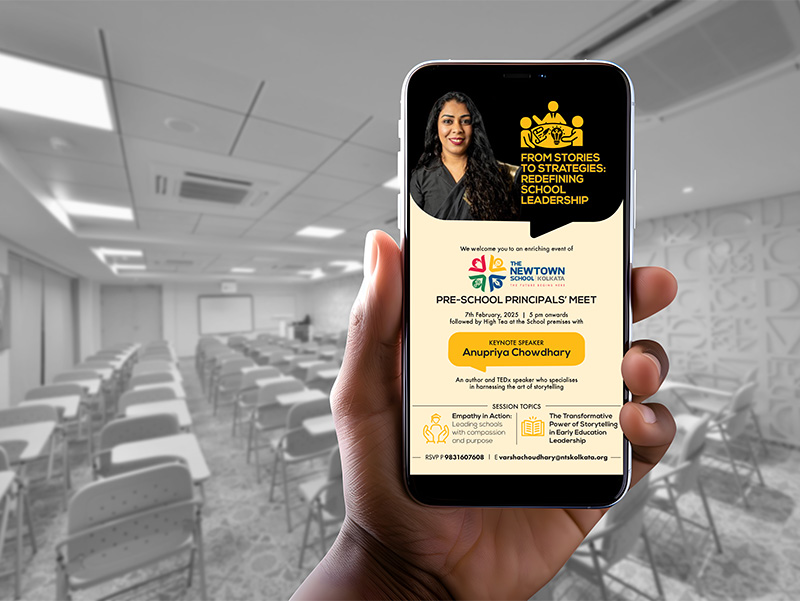 FROM STORIES
TO STRATEGIES:
REDEFINING
SCHOOL
LEADERSHIP
We welcome you to an enriching event of
THE
NEWTOWN
SCHOOL | KOLKATA
THE FUTURE BEGINS HERE
PRE-SCHOOL PRINCIPALS' MEET
7th February, 2025 | 5 pm onwards
followed by High Tea at the School premises with
KEYNOTE SPEAKER
Anupriya Chowdhary
An author and TEDx speaker who specialises
in harnessing the art of storytelling
SESSION TOPICS
Empathy in Action:
Leading schools
with compassion
and purpose
The Transformative
Power of Storytelling
in Early Education
Leadership
RSVP P 9831607608 | E varshachoudhary@ntskolkata.org